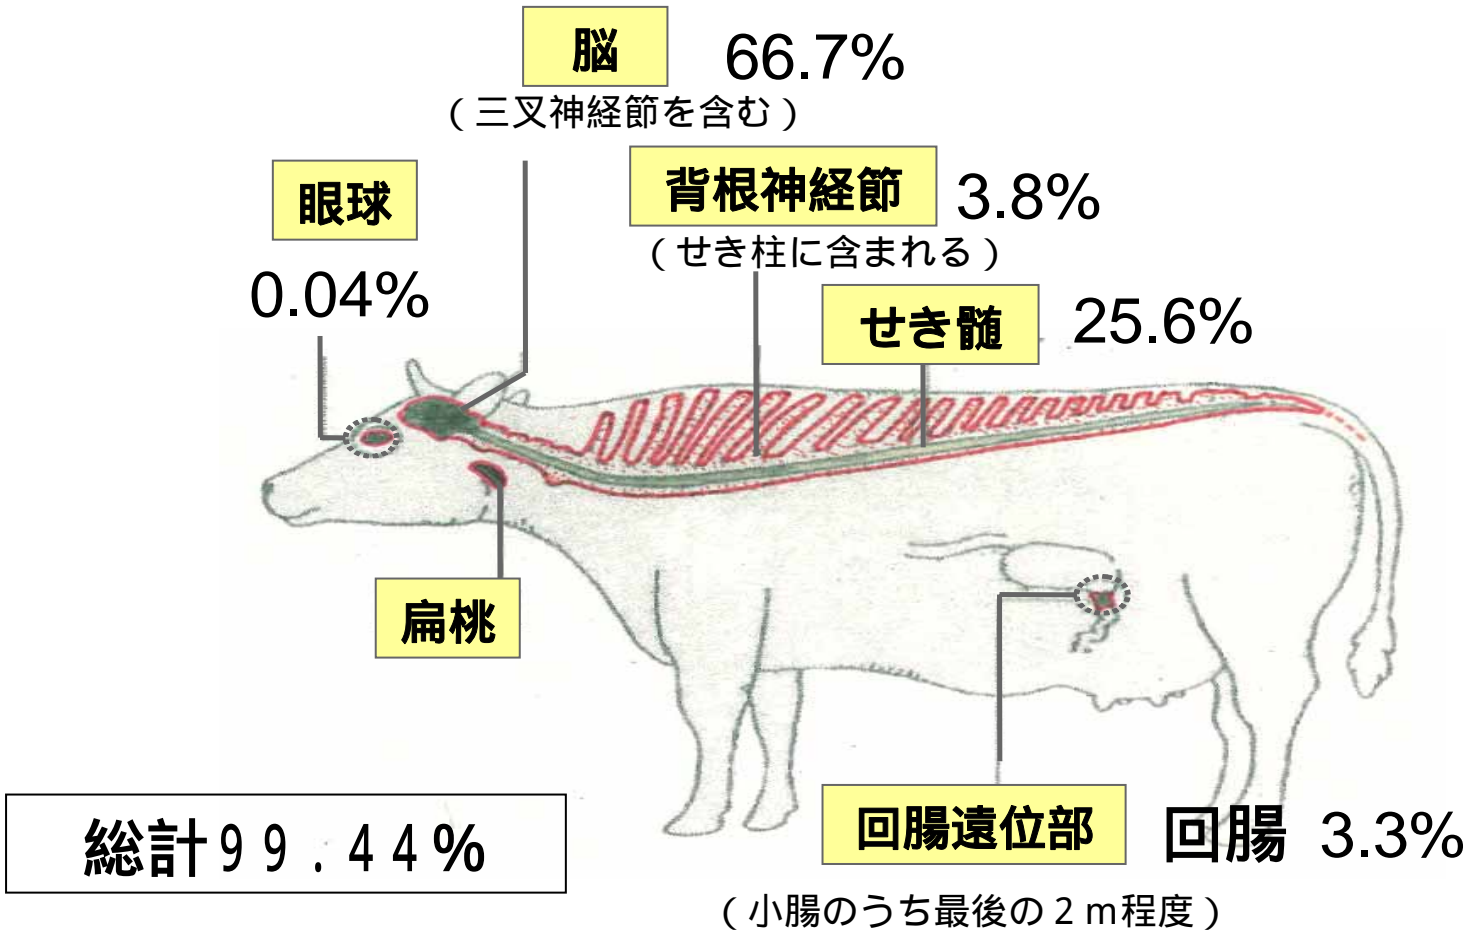 脳 66.7%
（三叉神経節を含む）
眼球
0.04%
背根神経節 3.8%
（せき柱に含まれる）
せき髄 25.6%
扁桃
回腸遠位部 回腸 3.3%
（小腸のうち最後の２ｍ程度）
総計９９.４４%